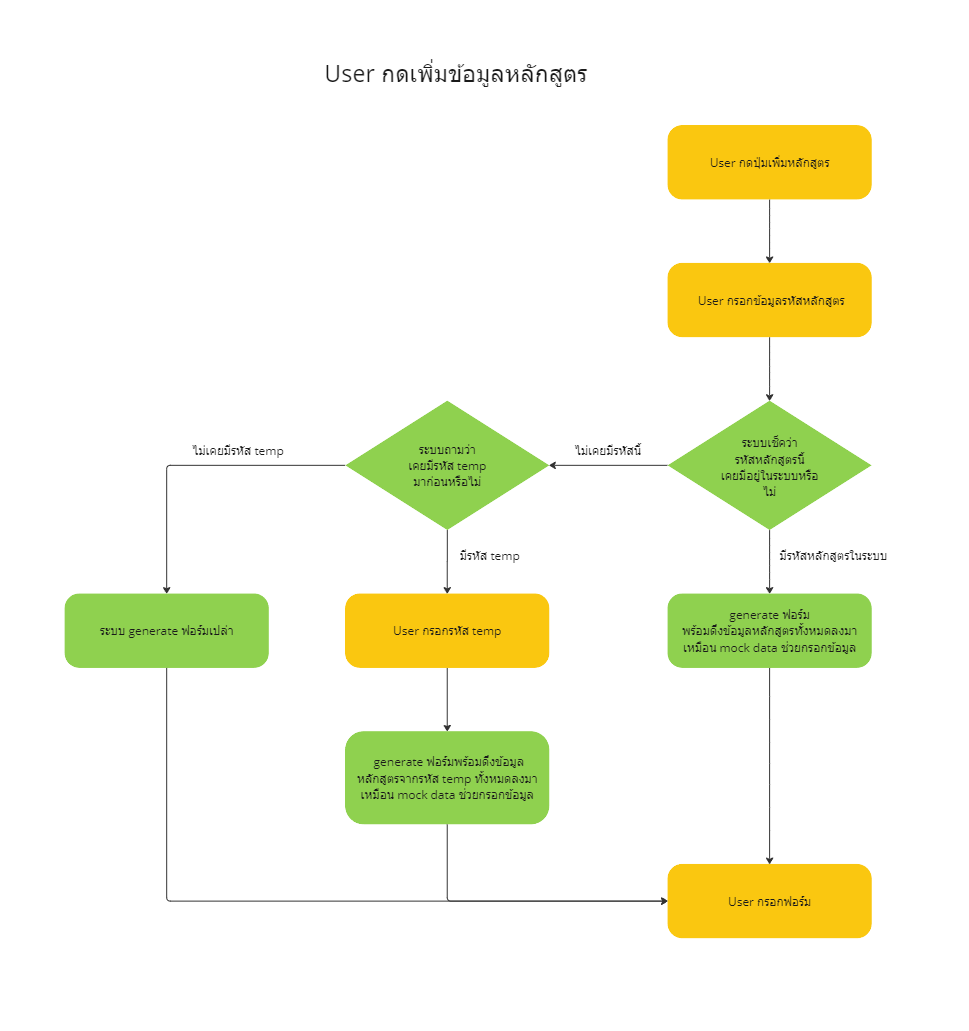 User กดเพิ่มข้อมูลหลักสูตร
User กดปุ่มเพิ่มหลักสูตร
User กรอกข้อมูลรหัสหลักสูตร
ระบบเช็คว่า
รหัสหลักสูตรนี้
เคยมีอยู่ในระบบหรือ
ไม่
ไม่เคยมีรหัสนี้
ระบบถามว่า
เคยมีรหัส temp
มาก่อนหรือไม่
ไม่เคยมีรหัส temp
มีรหัส temp
มีรหัสหลักสูตรในระบบ
ระบบ generate ฟอร์มเปล่า
User กรอกรหัส temp
generate ฟอร์ม
พร้อมดึงข้อมูลหลักสูตรทั้งหมดลงมา
เหมือน mock data ช่วยกรอกข้อมูล
generate ฟอร์มพร้อมดึงข้อมูล
หลักสูตรจากรหัส temp ทั้งหมดลงมา
เหมือน mock data ช่วยกรอกข้อมูล
User กรอกฟอร์ม